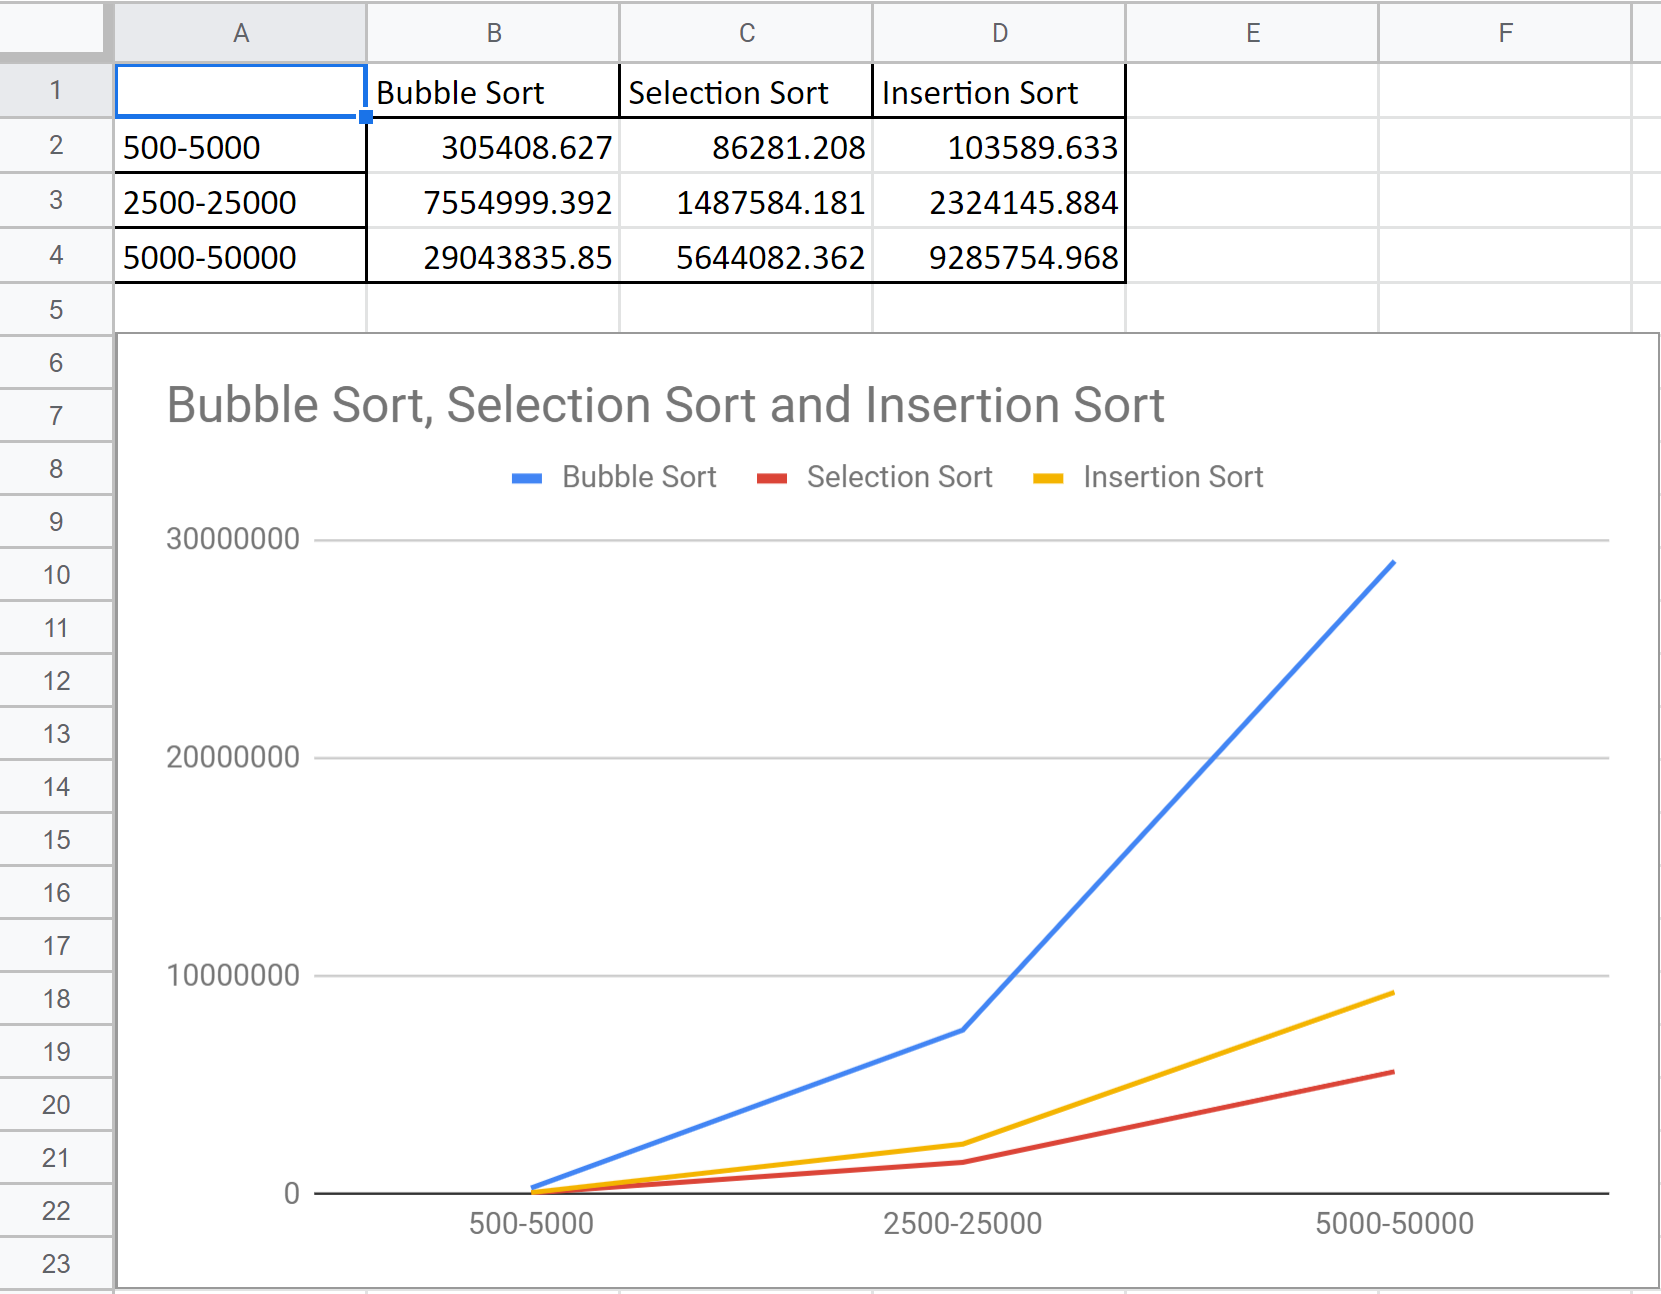 A B C D E F
1 Bubble Sort Selection Sort Insertion Sort
2 500-5000 305408.627 86281.208 103589.633
3 2500-25000 7554999.392 1487584.181 2324145.884
4 5000-50000 29043835.85 5644082.362 9285754.968
5
6
7
8
9
10
11
12
13
14
15
16
17
18
19
20
21
22
23
Bubble Sort, Selection Sort and Insertion Sort
Bubble Sort Selection Sort Insertion Sort
30000000
20000000
10000000
0
500-5000 2500-25000 5000-50000